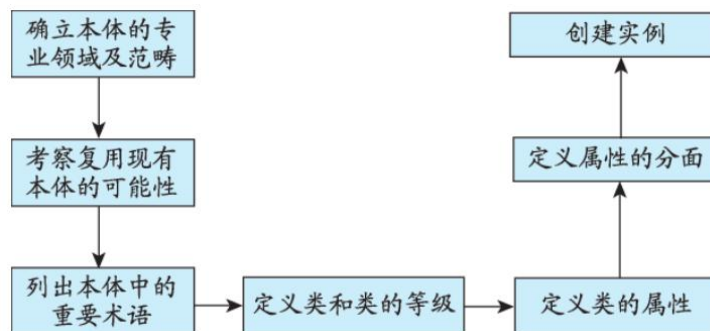 确立本体的专
业领域及范畴
考察复用现有
本体的可能性
列出本体中的
重要术语
定义类和类的等级
定义类的属性
定义属性的分面
创建实例